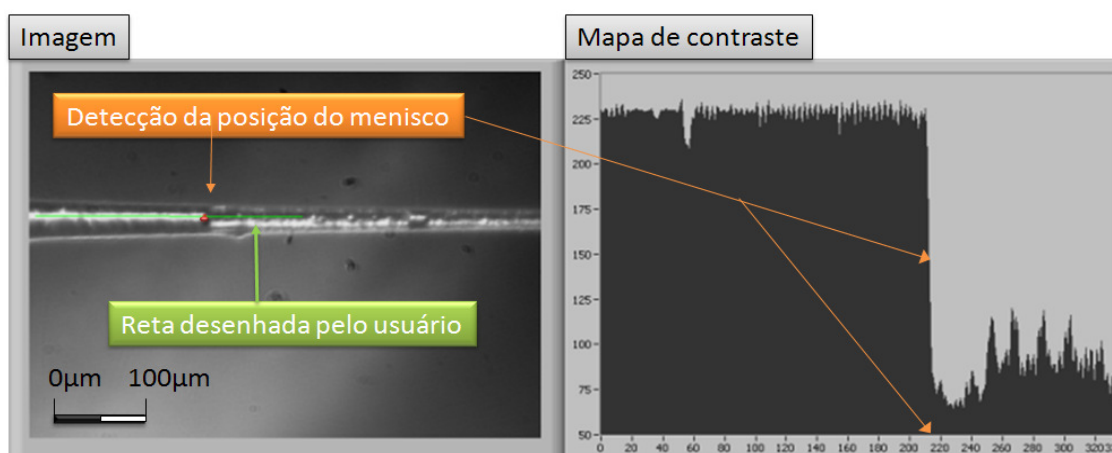 Imagem
Mapa de contraste
Detecção da posição do menisco
Reta desenhada pelo usuário
0μm 100μm
250
225
200
175
150
125
100
75
50
0 20 40 60 80 100 120 140 160 180 200 220 240 260 280 300